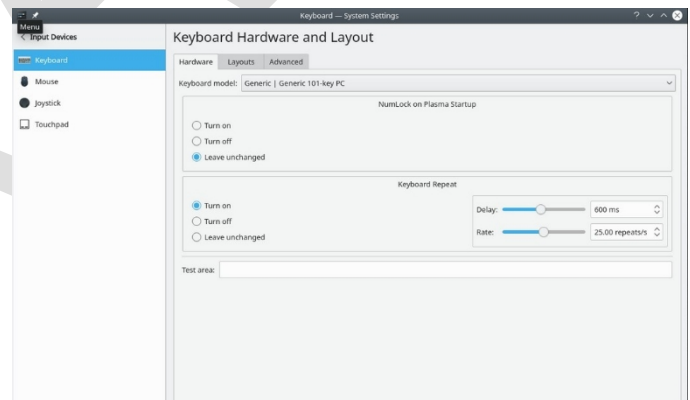 Keyboard — System Settings
Menu
Input Devices
Keyboard Hardware and Layout
Keyboard
Mouse
Joystick
Touchpad
Hardware Layouts Advanced
Keyboard model: Generic | Generic 101-key PC
NumLock on Plasma Startup
Turn on
Turn off
Leave unchanged
Keyboard Repeat
Turn on
Turn off
Leave unchanged
Delay: 600 ms
Rate: 25.00 repeats/s
Test area: